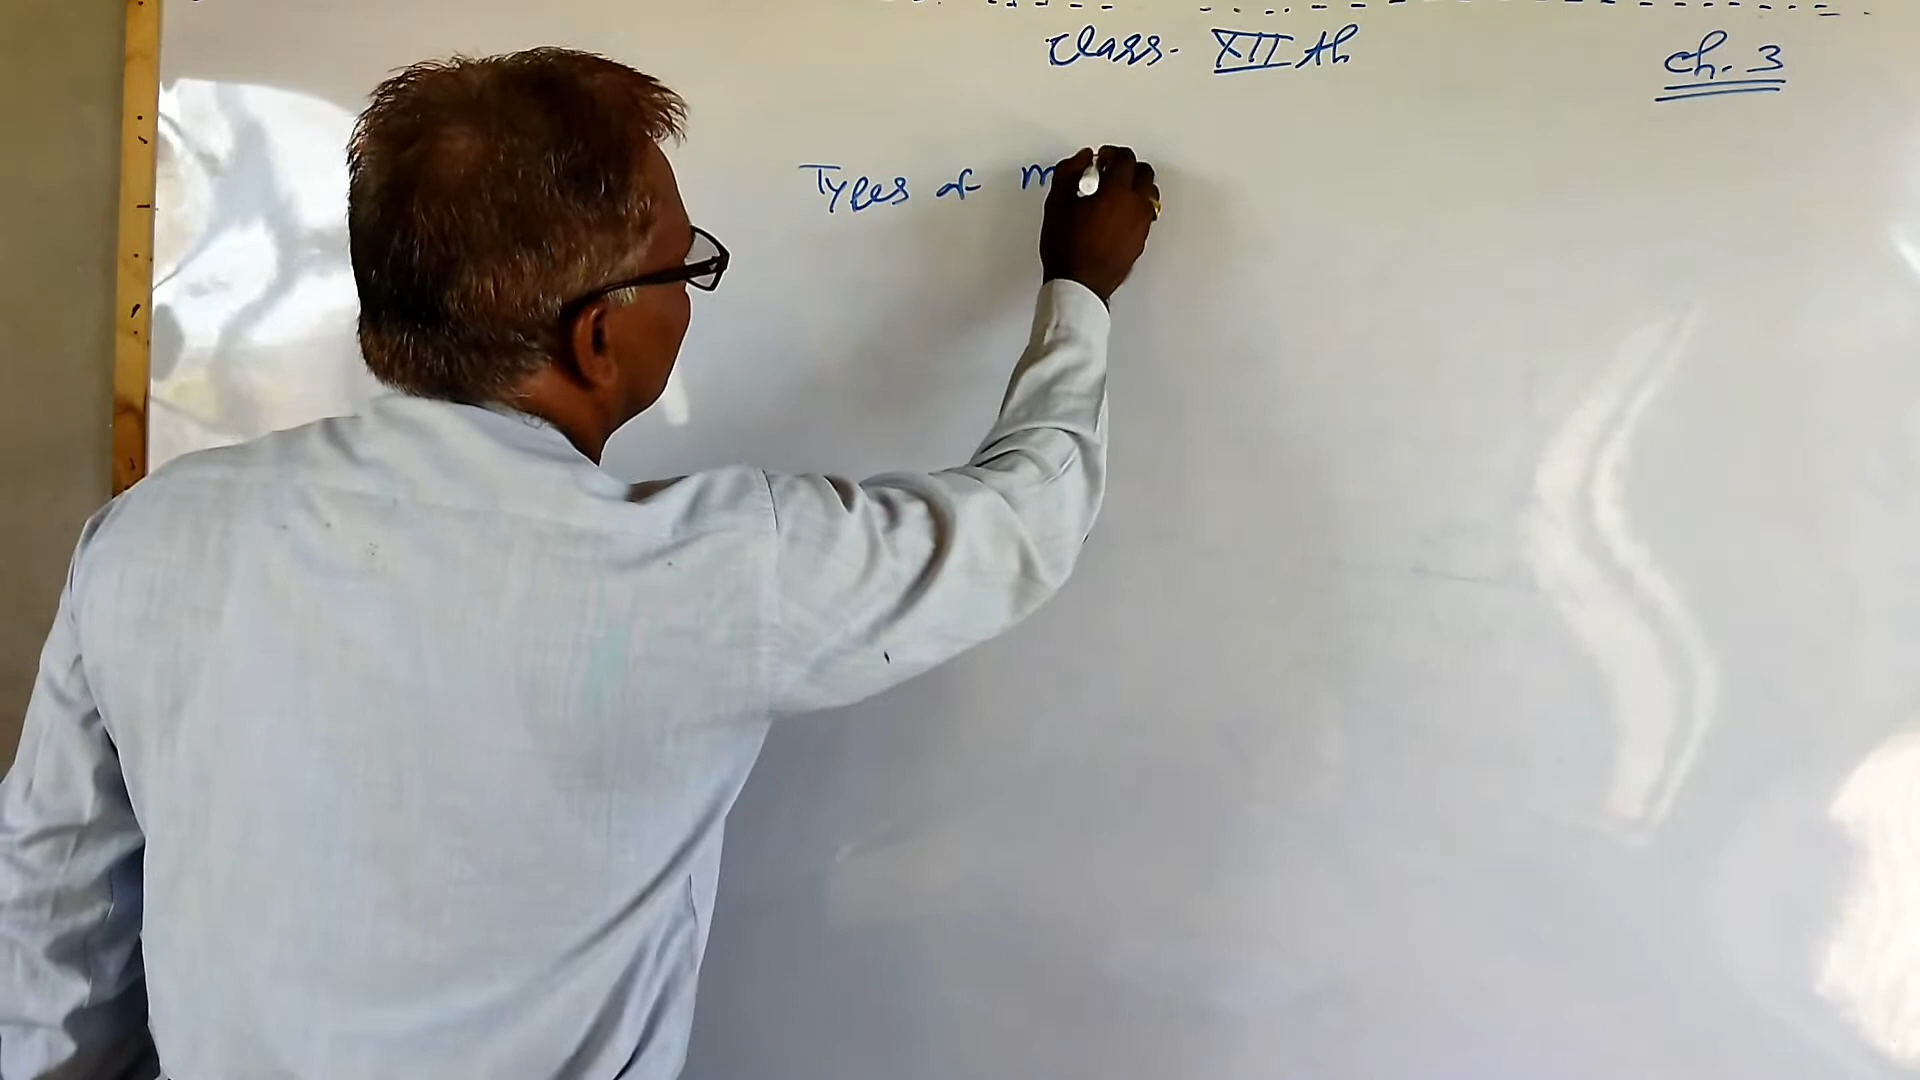 Class- XII th
Ch. 3
Types of m